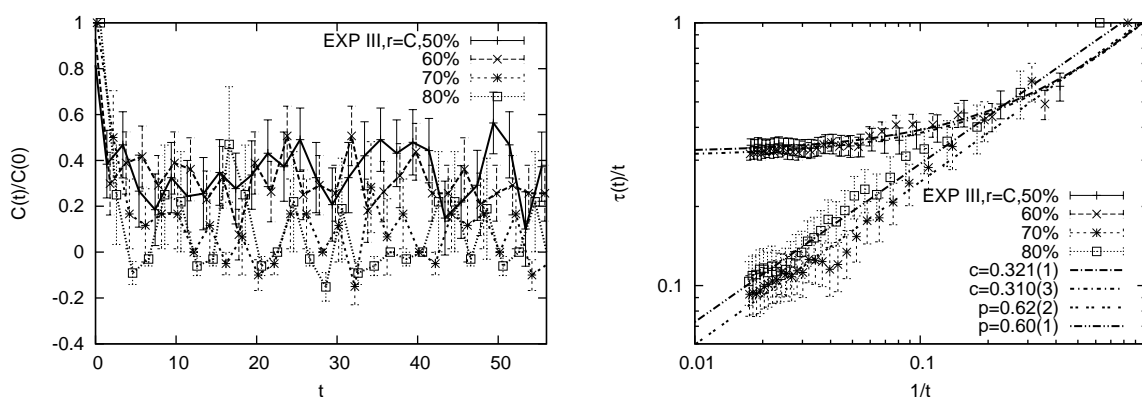 1
0.8
0.6
0.4
0.2
0
-0.2
-0.4
0 10 20 30 40 50
C(t)/C(0)
t
EXP III,r=C,50%
60%
70%
80%
1
0.1
0.01 0.1 1
τ(t)/t
1/t
EXP III,r=C,50%
60%
70%
80%
c=0.321(1)
c=0.310(3)
p=0.62(2)
p=0.60(1)